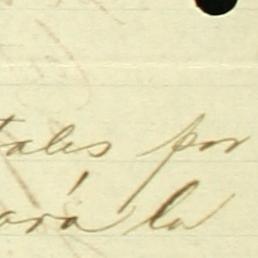 tales por
ará la